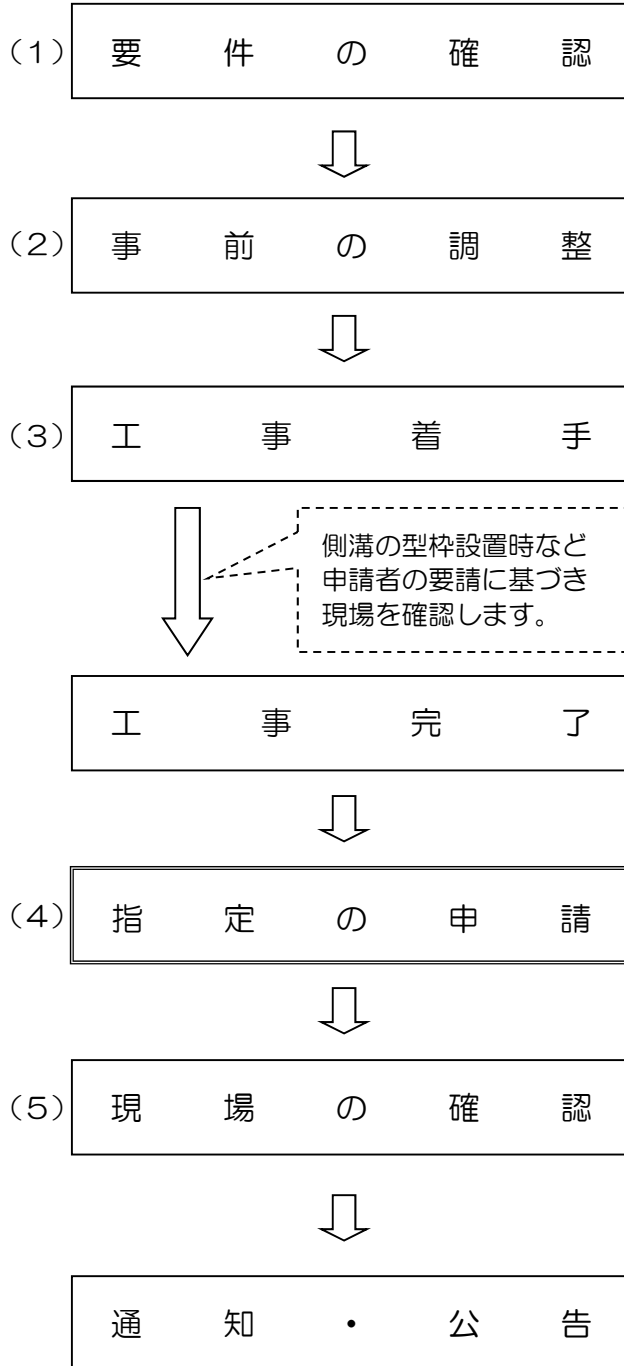 （1） 要件の確認
（2） 事前の調整
（3） 工事着手
側溝の型枠設置時など
申請者の要請に基づき
現場を確認します。
工事完了
（4） 指定の申請
（5） 現場の確認
通知・公告